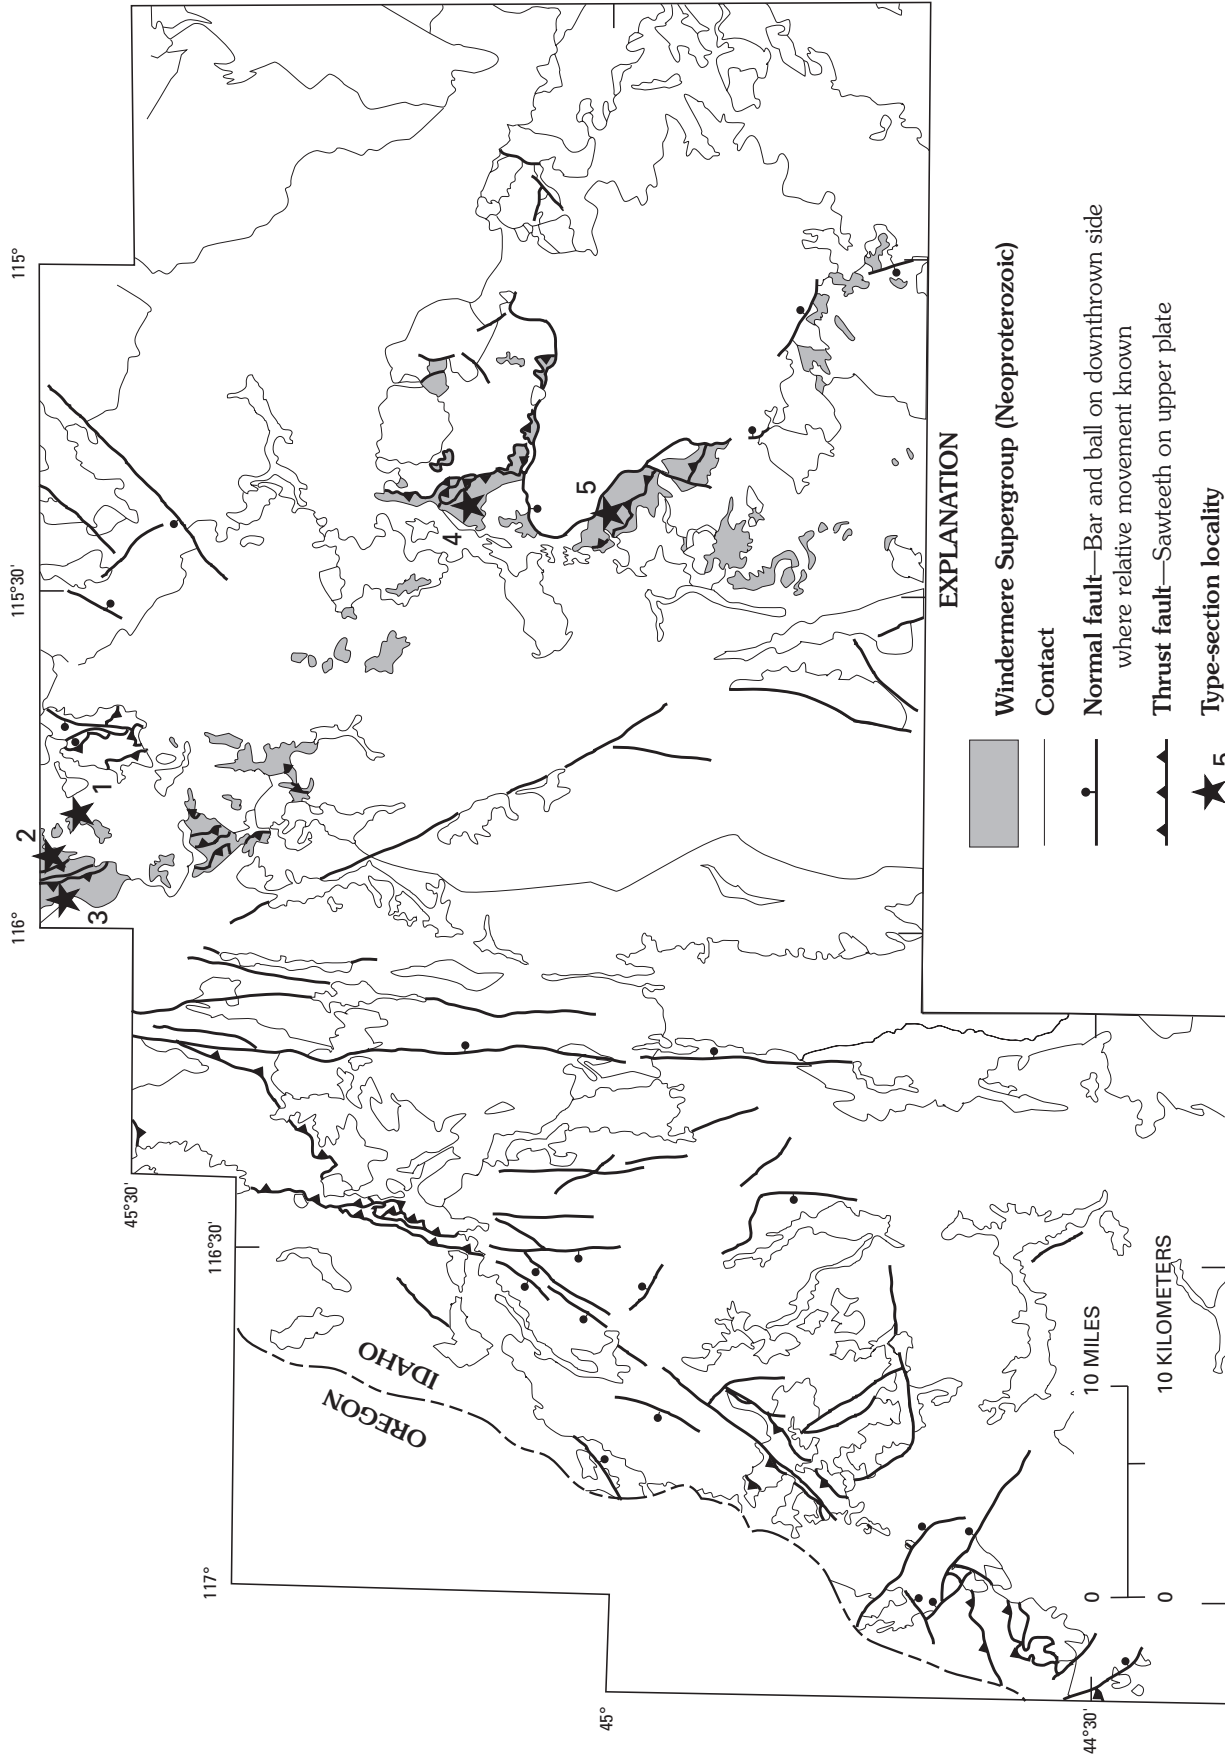 115°
115°30'
116°
45°30'
116°30'
117°
45°
44°30'
1
2
3
4
5
OREGON
IDAHO
0
10 MILES
0
10 KILOMETERS
EXPLANATION
Windermere Supergroup (Neoproterozoic)
Contact
Normal fault—Bar and ball on downthrown side
where relative movement known
Thrust fault—Sawteeth on upper plate
Type-section locality
5